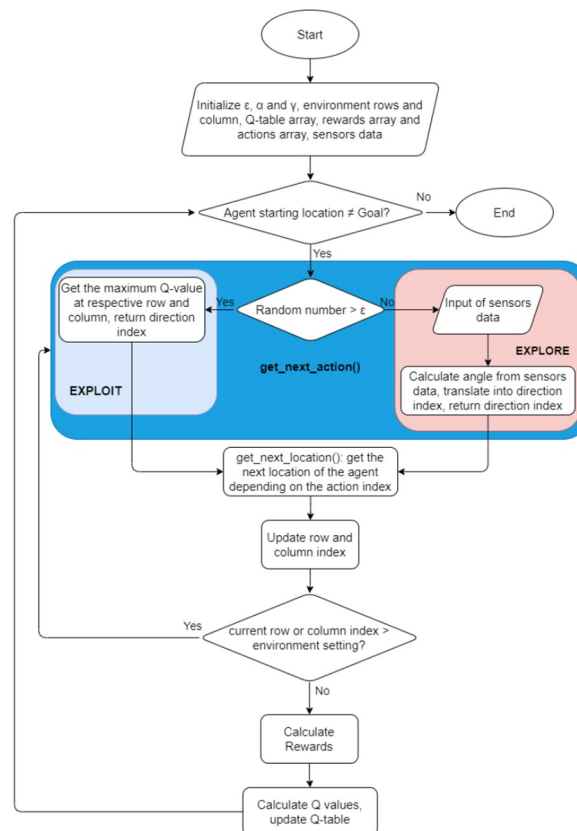 Start
Initialize ε, α and γ, environment rows and
column, Q-table array, rewards array and
actions array, sensors data
Agent starting location ≠ Goal?
No
End
Yes
Get the maximum Q-value
at respective row and
column, return direction
index
Yes
Random number > ε
No
Input of sensors
data
EXPLORE
get_next_action()
EXPLOIT
Calculate angle from sensors
data, translate into direction
index, return direction index
get_next_location(): get the
next location of the agent
depending on the action index
Update row and
column index
Yes
current row or column index >
environment setting?
No
Calculate
Rewards
Calculate Q values,
update Q-table